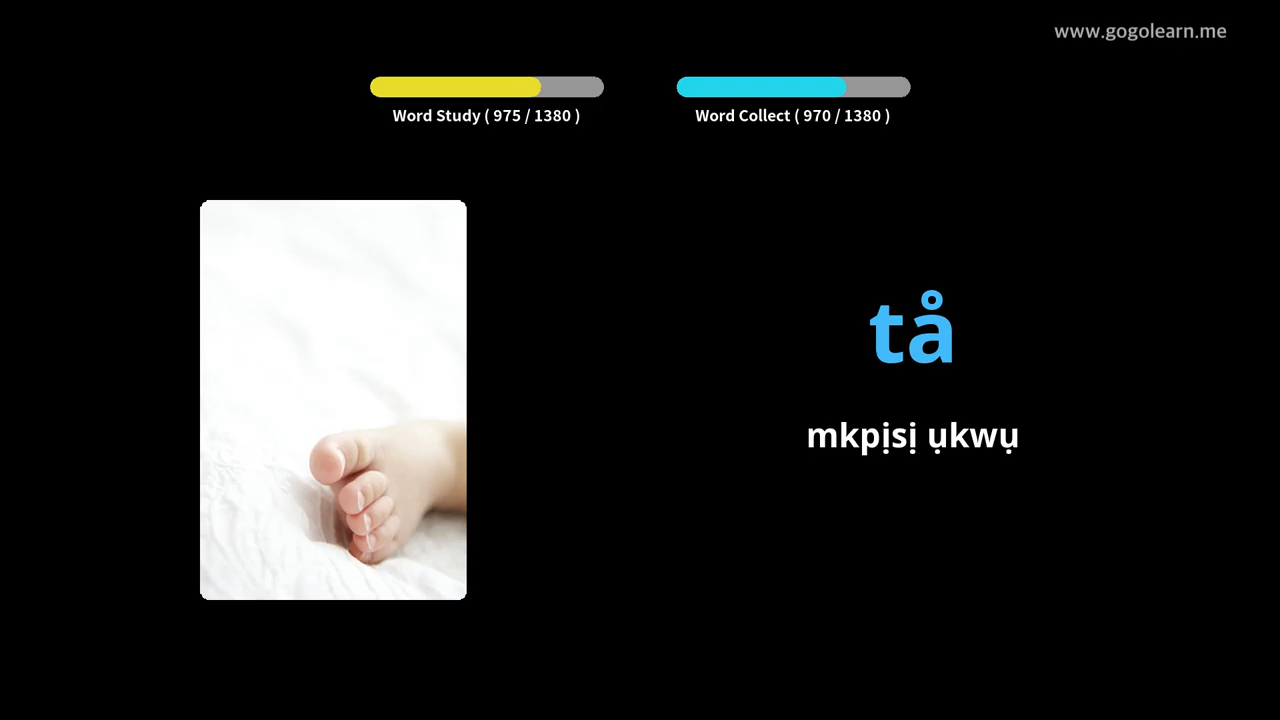 www.gogolearn.me
Word Study ( 975 / 1380 )
Word Collect ( 970 / 1380 )
tå
mkpịsị ụkwụ